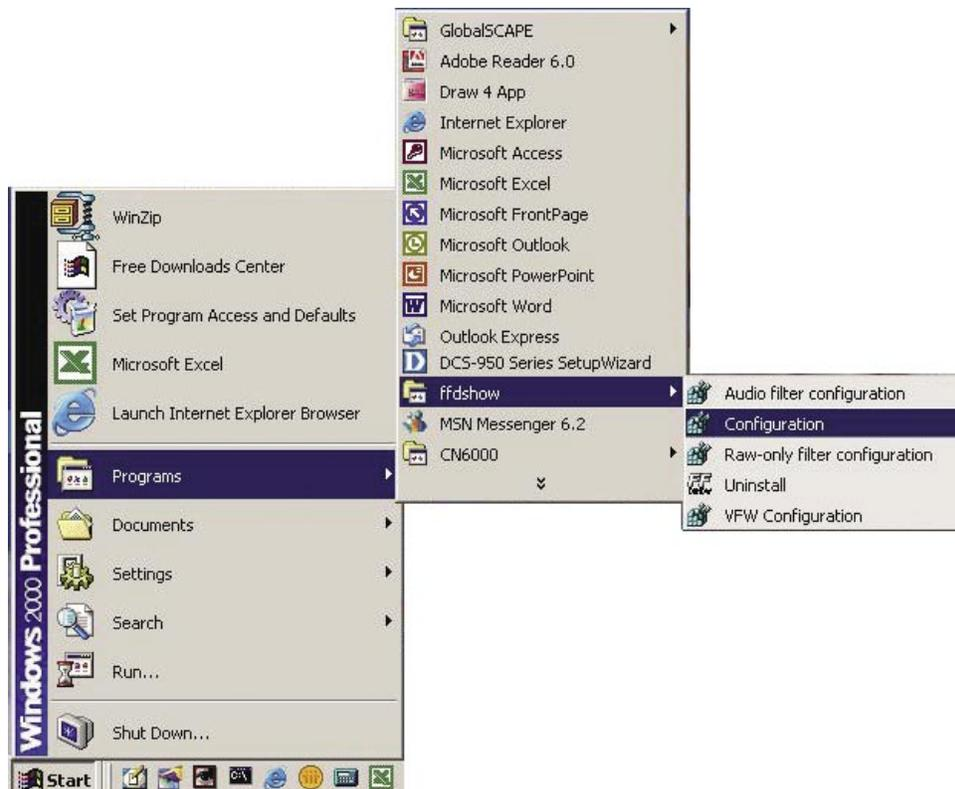 GlobalSCAPE
Adobe Reader 6.0
Draw 4 App
Internet Explorer
Microsoft Access
Microsoft Excel
Microsoft FrontPage
Microsoft Outlook
Microsoft PowerPoint
Microsoft Word
Outlook Express
DCS-950 Series SetupWizard
ffdshow
MSN Messenger 6.2
CN6000
Audio filter configuration
Configuration
Raw-only filter configuration
Uninstall
VFW Configuration
WinZip
Free Downloads Center
Set Program Access and Defaults
Microsoft Excel
Launch Internet Explorer Browser
Programs
Documents
Settings
Search
Run...
Shut Down...
Windows 2000 Professional
Start